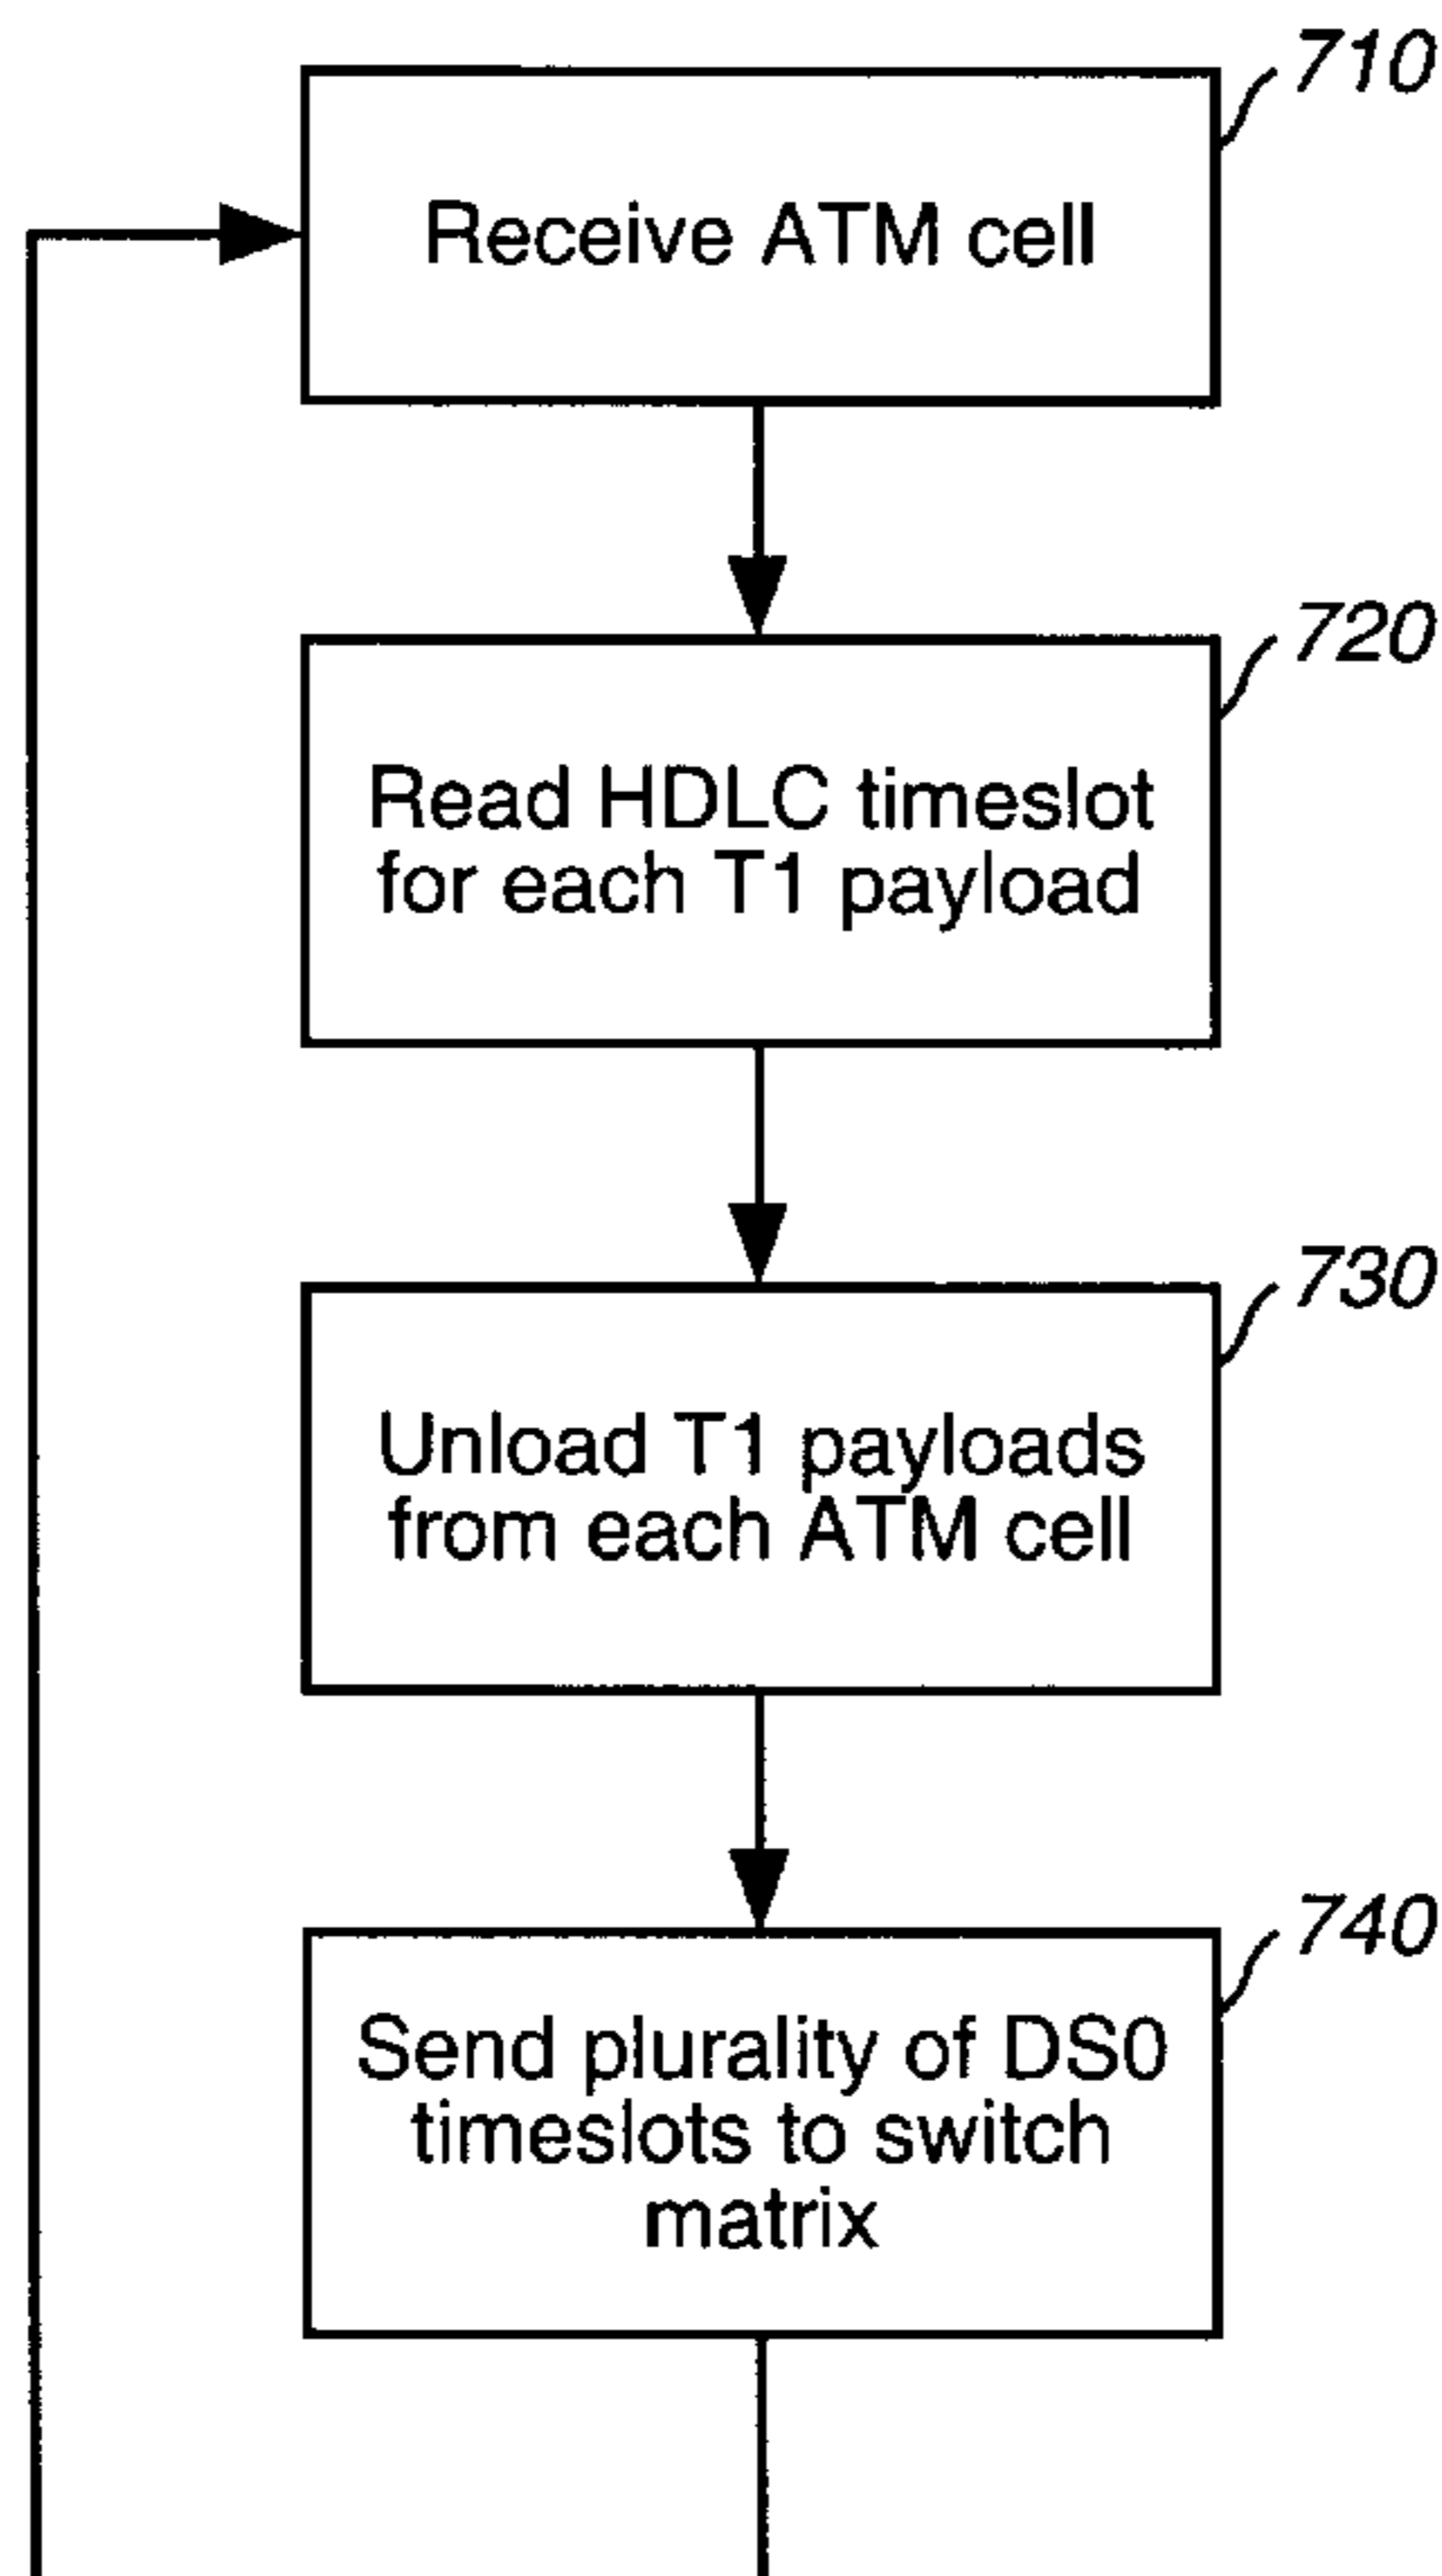 710
Receive ATM cell
720
Read HDLC timeslot
for each T1 payload
730
Unload T1 payloads
from each ATM cell
740
Send plurality of DS0
timeslots to switch
matrix